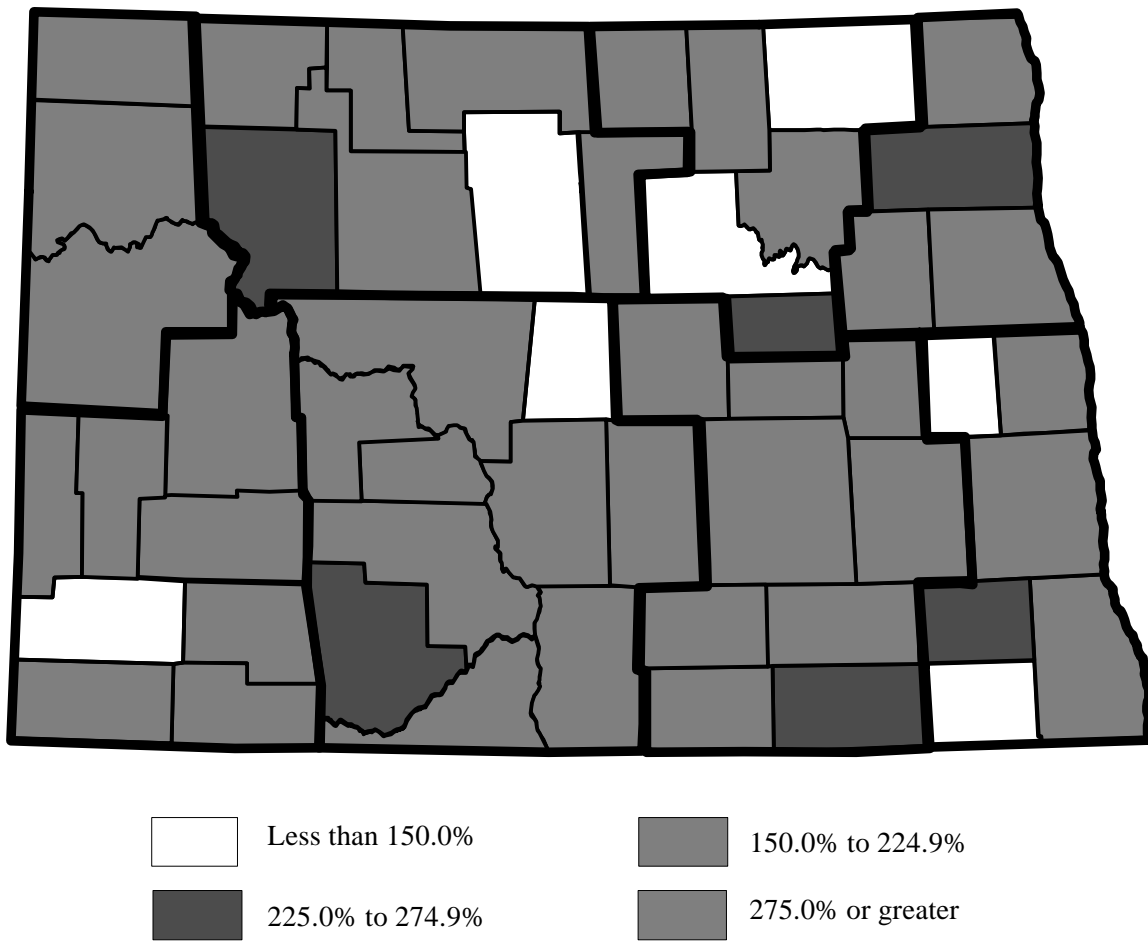 Less than 150.0%
150.0% to 224.9%
225.0% to 274.9%
275.0% or greater